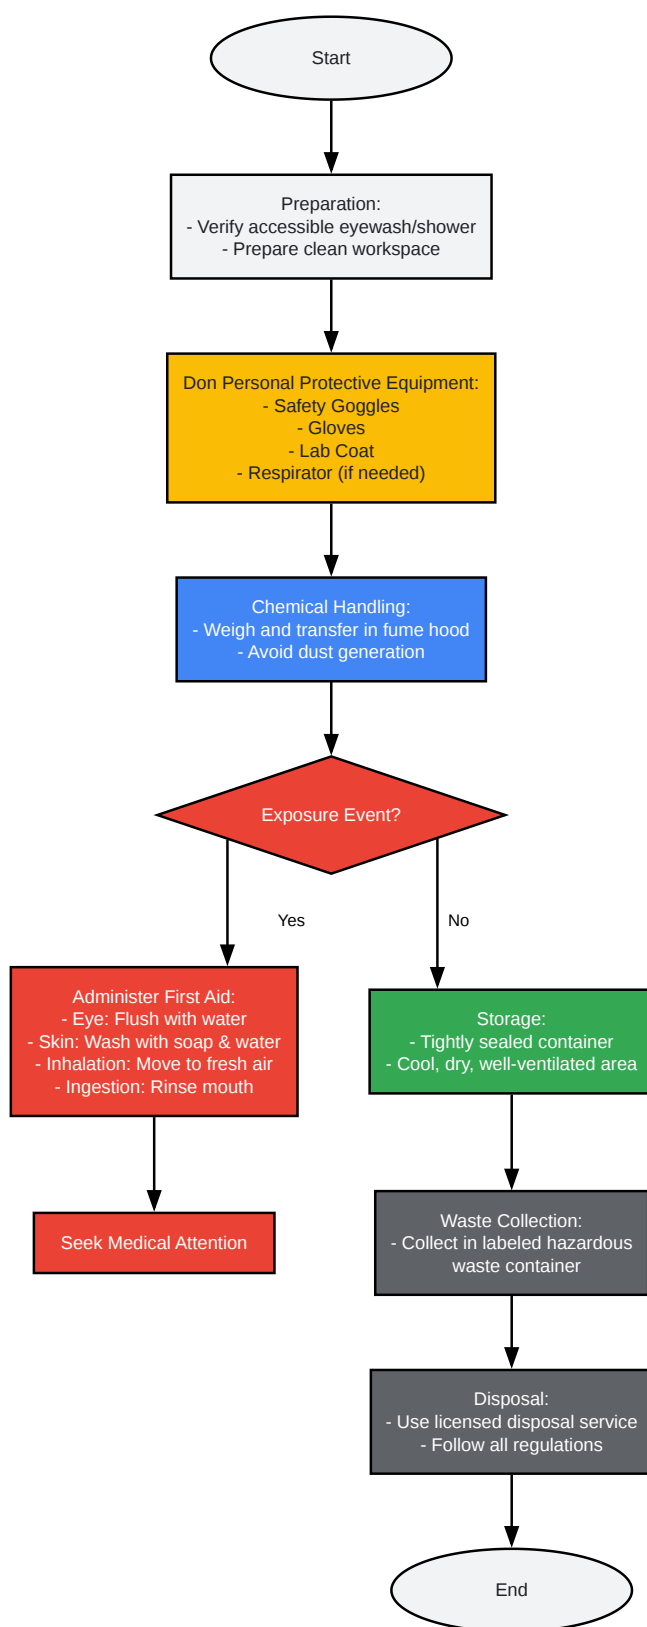 Start
Preparation:
- Verify accessible eyewash/shower
- Prepare clean workspace
Don Personal Protective Equipment:
- Safety Goggles
- Gloves
- Lab Coat
- Respirator (if needed)
Chemical Handling:
- Weigh and transfer in fume hood
- Avoid dust generation
Exposure Event?
Yes
No
Administer First Aid:
- Eye: Flush with water
- Skin: Wash with soap & water
- Inhalation: Move to fresh air
- Ingestion: Rinse mouth
Seek Medical Attention
Storage:
- Tightly sealed container
- Cool, dry, well-ventilated area
Waste Collection:
- Collect in labeled hazardous
waste container
Disposal:
- Use licensed disposal service
- Follow all regulations
End